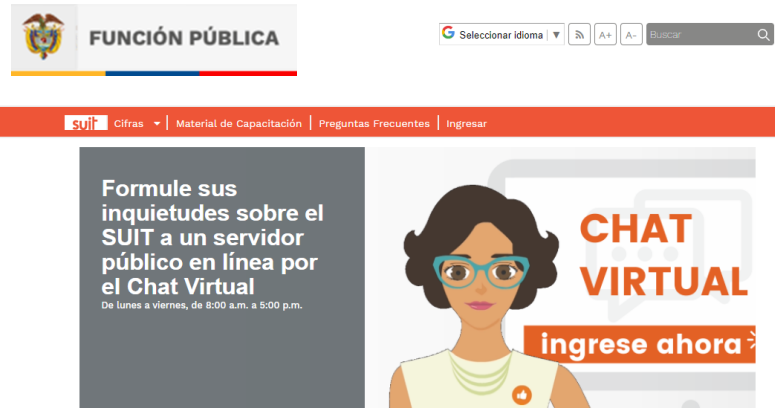 FUNCIÓN PÚBLICA
Seleccionar idioma ▼
A+
A-
Buscar
suit Cifras Material de Capacitación Preguntas Frecuentes Ingresar
Formule sus
inquietudes sobre el
SUIT a un servidor
público en línea por
el Chat Virtual
De lunes a viernes, de 8:00 a.m. a 5:00 p.m.
CHAT
VIRTUAL
ingrese ahora